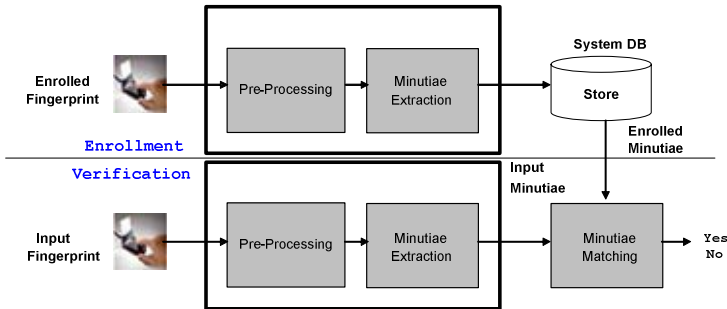 System DB
Enrolled
Fingerprint
Pre-Processing
Minutiae
Extraction
Store
Enrollment
Enrolled
Minutiae
Verification
Input
Minutiae
Input
Fingerprint
Pre-Processing
Minutiae
Extraction
Minutiae
Matching
Yes
No